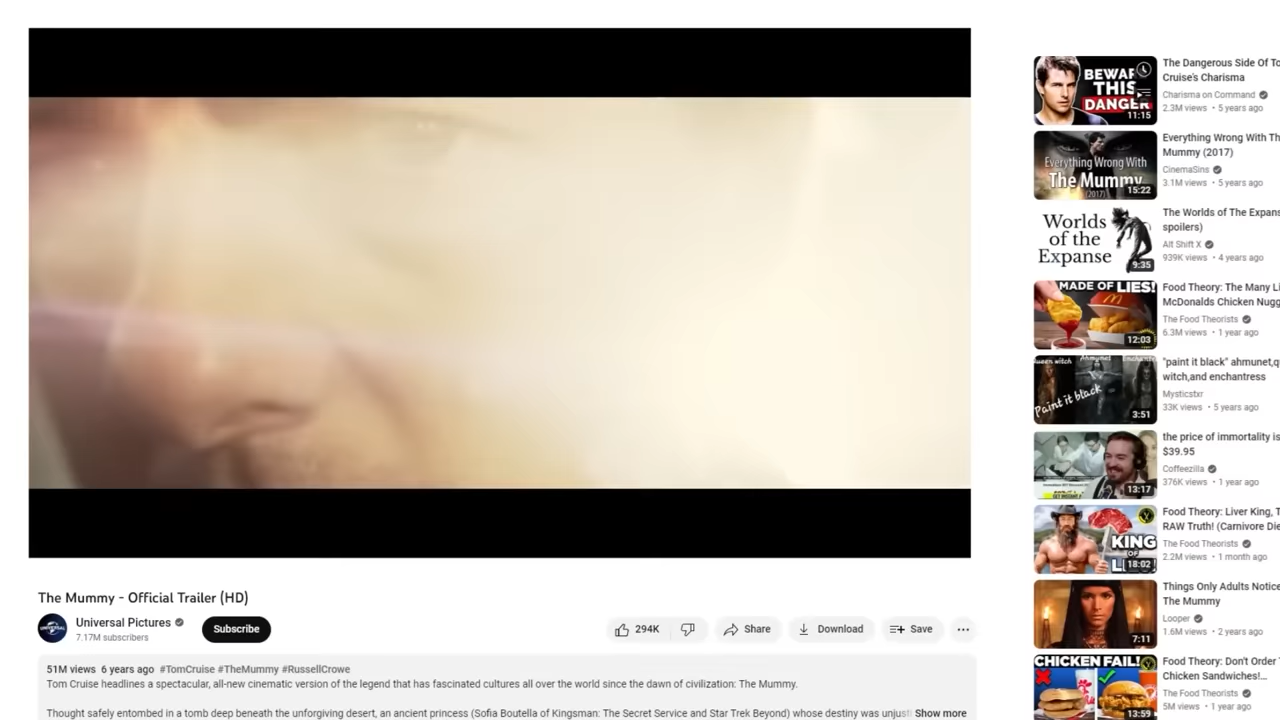 The Mummy - Official Trailer (HD)
Universal Pictures
7.17M subscribers
Subscribe
294K
Share
Download
Save
51M views 6 years ago #TomCruise #TheMummy #RussellCrowe
Tom Cruise headlines a spectacular, all-new cinematic version of the legend that has fascinated cultures all over the world since the dawn of civilization: The Mummy.
Thought safely entombed in a tomb deep beneath the unforgiving desert, an ancient princess (Sofia Boutella of Kingsman: The Secret Service and Star Trek Beyond) whose destiny was unjustl Show more
BEWAR
THIS
DANGER
11:15
The Dangerous Side Of To
Cruise's Charisma
Charisma on Command
2.3M views • 5 years ago
Everything Wrong With
The Mummy
(2017)
15:22
Everything Wrong With Th
Mummy (2017)
CinemaSins
3.1M views • 5 years ago
Worlds
of the
Expanse
9:35
The Worlds of The Expans
spoilers)
Alt Shift X
939K views • 4 years ago
MADE OF LIES!
12:03
Food Theory: The Many Li
McDonalds Chicken Nugg
The Food Theorists
6.3M views • 1 year ago
queen witch Ahmunet Enchant
Paint it black
3:51
"paint it black" ahmunet,q
witch,and enchantress
Mysticstxr
33K views • 5 years ago
13:17
the price of immortality is
$39.95
Coffeezilla
376K views • 1 year ago
KING
OF
18:02
Food Theory: Liver King, T
RAW Truth! (Carnivore Die
The Food Theorists
2.2M views • 1 month ago
7:11
Things Only Adults Notice
The Mummy
Looper
1.6M views • 2 years ago
CHICKEN FAIL!
13:59
Food Theory: Don't Order T
Chicken Sandwiches!...
The Food Theorists
5M views • 1 year ago